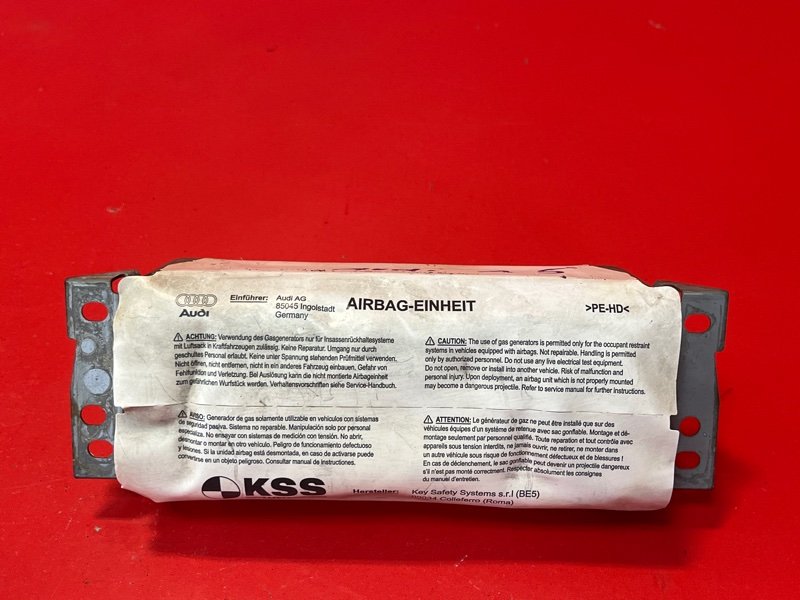 Audi
Einführer: Audi AG
85045 Ingolstadt
Germany
AIRBAG-EINHEIT
>PE-HD<
ACHTUNG: Verwendung des Gasgenerators nur für Insassenrückhaltesysteme
mit Luftsack in Kraftfahrzeugen zulässig. Keine Reparatur. Umgang nur durch
geschultes Personal erlaubt. Keine unter Spannung stehenden Prüfmittel verwenden.
Nicht öffnen, nicht entfernen, nicht in ein anderes Fahrzeug einbauen, Gefahr von
Fehlfunktion und Verletzung. Bei Auslösung kann die nicht montierte Airbageinheit
zum gefährlichen Wurfstück werden. Verhaltensvorschriften siehe Service-Handbuch.
CAUTION: The use of gas generators is permitted only for the occupant restraint
systems in vehicles equipped with airbags. Not repairable. Handling is permitted
only by authorized personnel. Do not use any live electrical test equipment.
Do not open, remove or install into another vehicle. Risk of malfunction and
personal injury. Upon deployment, an airbag unit which is not properly mounted
may become a dangerous projectile. Refer to service manual for further instructions.
AVISO: Generador de gas solamente utilizable en vehículos con sistemas
de seguridad pasiva. Sistema no reparable. Manipulación solo por personal
especializa. No ensayar con sistemas de medición con tensión. No abrir,
desmontar o montar en otro vehículo. Peligro de funcionamiento defectuoso
y lesiones. Si la unidad airbag está desmontada, en caso de activarse puede
convertirse en un objeto peligroso. Consultar manual de instrucciones.
ATTENTION: Le générateur de gaz ne peut être installé que sur des
véhicules équipes d'un système de retenue avec sac gonflable. Montage et dé-
montage seulement par personnel qualifié. Toute reparation et tout contrôle avec
appareils sous tension interdits, ne jamais ouvrir, ne retirer, ne monter dans
un autre véhicule sous risque de fonctionnement défectueux et de blessures !
En cas de déclenchement, le sac gonflable peut devenir un projectile dangereux
s'il n'est pas monté correctement. Respecter absolument les consignes
du manuel d'entretien.
KSS
Hersteller: Key Safety Systems s.r.l (BE5)
00034 Colleferro (Roma)